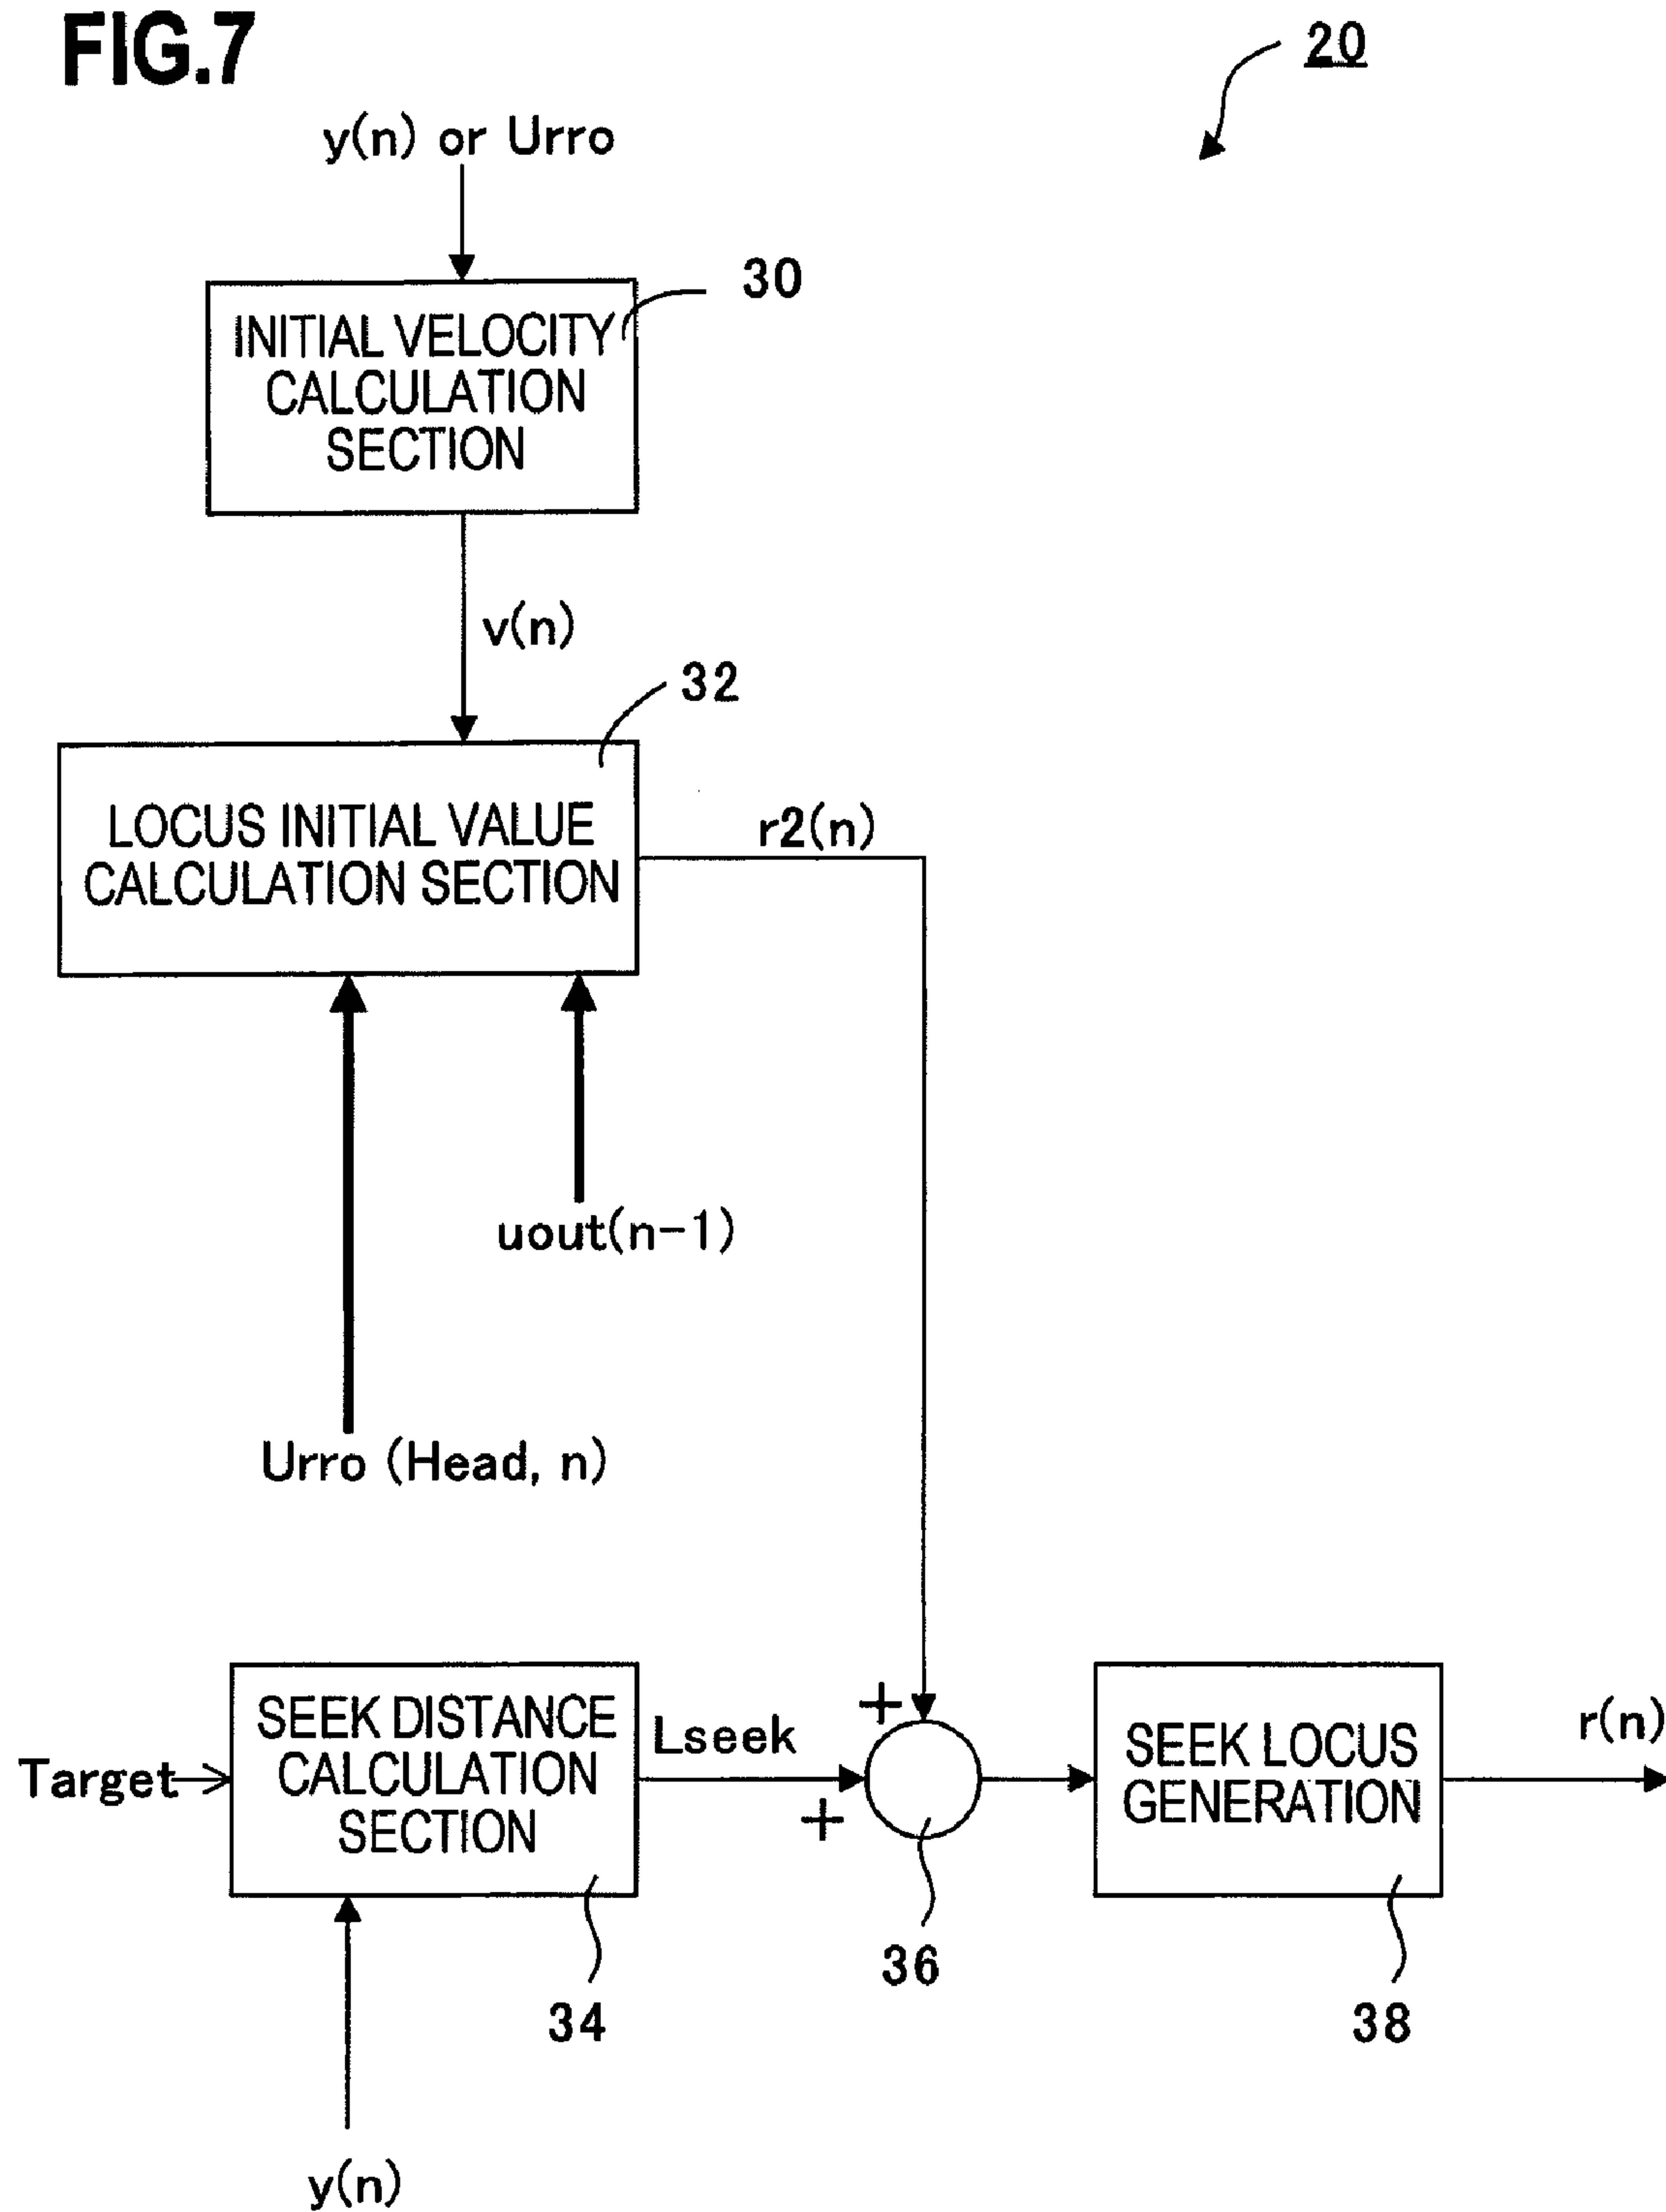 FIG.7
20
y(n) or Urro
30
INITIAL VELOCITY
CALCULATION
SECTION
v(n)
32
LOCUS INITIAL VALUE
CALCULATION SECTION
r2(n)
uout(n-1)
Urro (Head, n)
+
SEEK DISTANCE
CALCULATION
SECTION
Lseek
r(n)
SEEK LOCUS
GENERATION
Target
+
36
34
38
y(n)